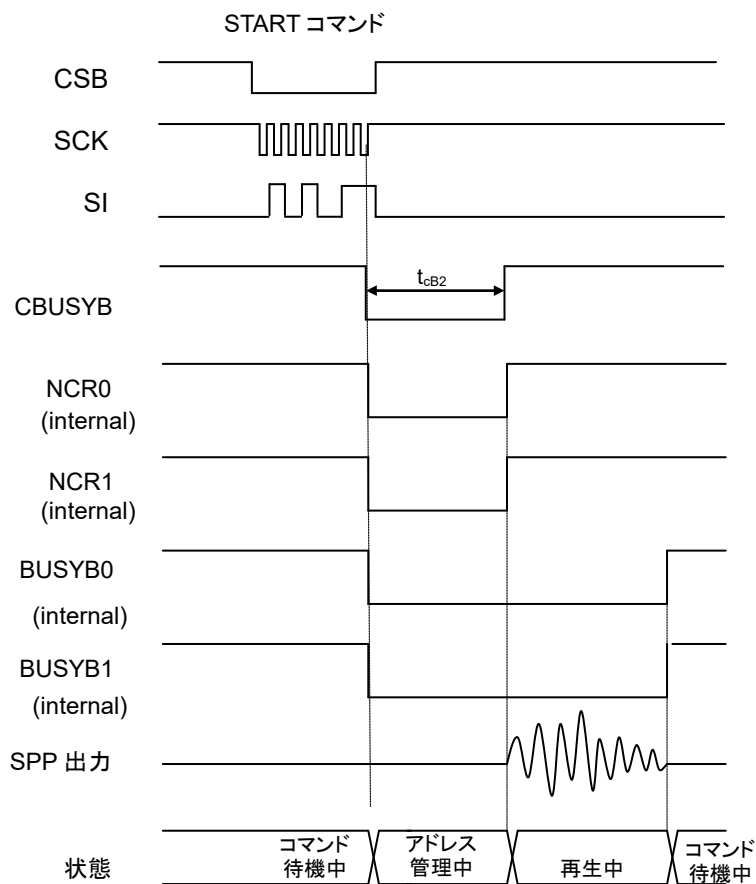 START コマンド
CSB
SCK
SI
CBUSYB
tcB2
NCR0
(internal)
NCR1
(internal)
BUSYB0
(internal)
BUSYB1
(internal)
SPP 出力
状態
コマンド
待機中
アドレス
管理中
再生中
コマンド
待機中